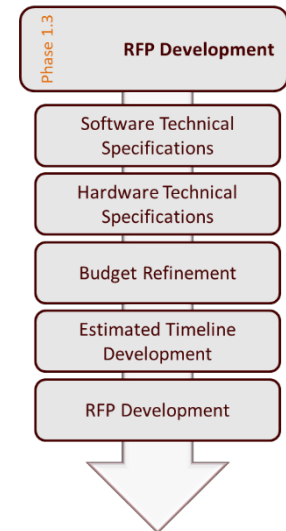 Phase 1.3
RFP Development
Software Technical
Specifications
Hardware Technical
Specifications
Budget Refinement
Estimated Timeline
Development
RFP Development